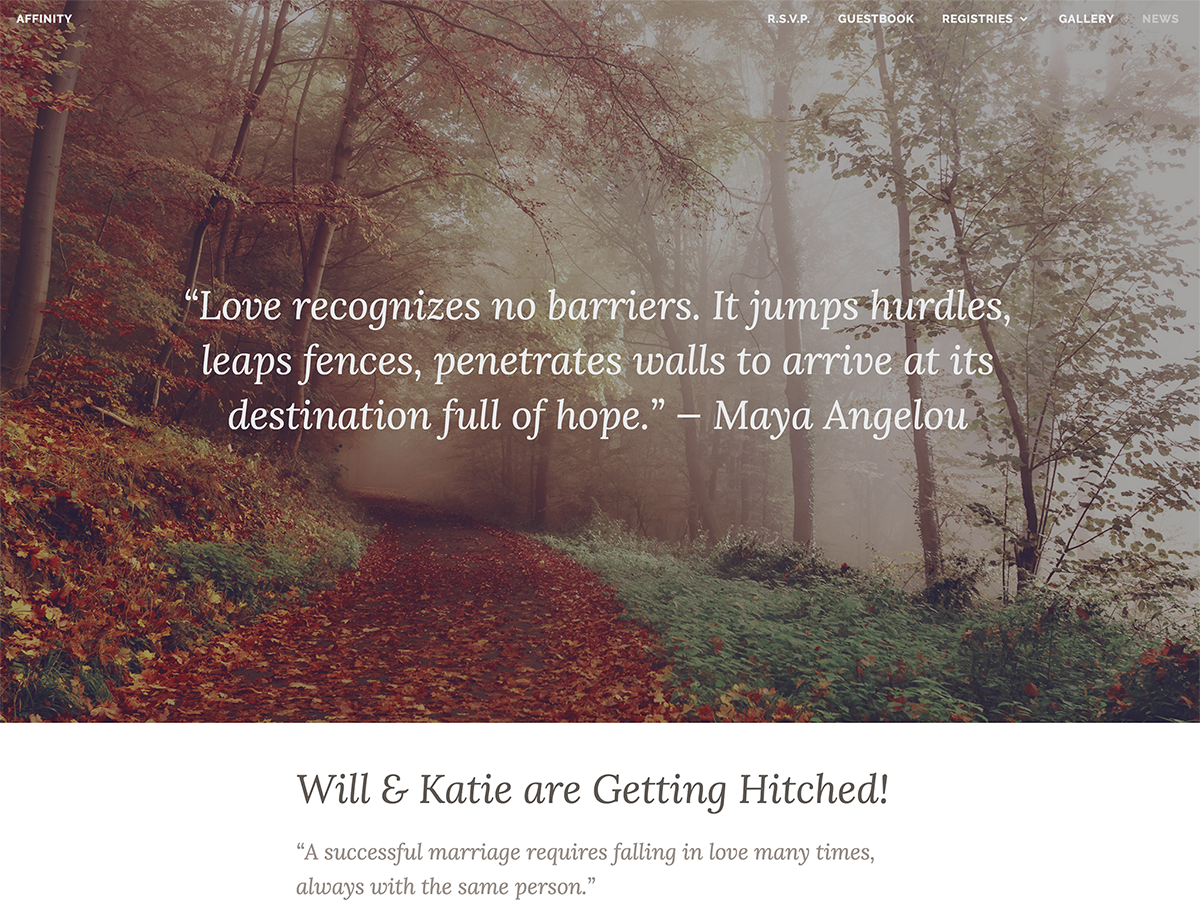 AFFINITY
R.S.V.P. GUESTBOOK REGISTRIES GALLERY NEWS
“Love recognizes no barriers. It jumps hurdles,
leaps fences, penetrates walls to arrive at its
destination full of hope.” — Maya Angelou
Will & Katie are Getting Hitched!
“A successful marriage requires falling in love many times,
always with the same person.”